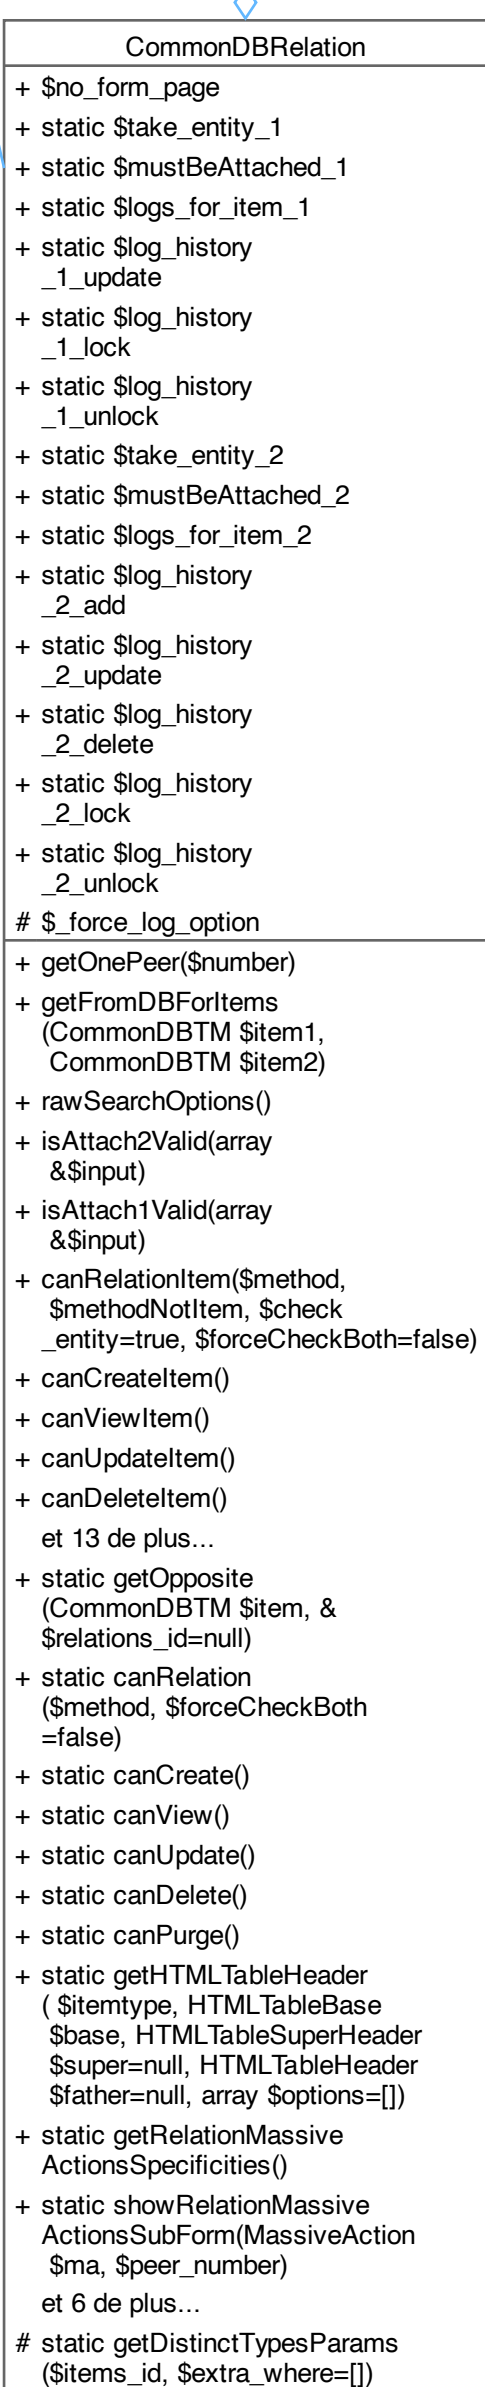 CommonDBRelation
+ $no_form_page
+ static $take_entity_1
+ static $mustBeAttached_1
+ static $logs_for_item_1
+ static $log_history
_1_update
+ static $log_history
_1_lock
+ static $log_history
_1_unlock
+ static $take_entity_2
+ static $mustBeAttached_2
+ static $logs_for_item_2
+ static $log_history
_2_add
+ static $log_history
_2_update
+ static $log_history
_2_delete
+ static $log_history
_2_lock
+ static $log_history
_2_unlock
# $_force_log_option
+ getOnePeer($number)
+ getFromDBForItems
(CommonDBTM $item1,
CommonDBTM $item2)
+ rawSearchOptions()
+ isAttach2Valid(array
&$input)
+ isAttach1Valid(array
&$input)
+ canRelationItem($method,
$methodNotItem, $check
_entity=true, $forceCheckBoth=false)
+ canCreateItem()
+ canViewItem()
+ canUpdateItem()
+ canDeleteItem()
et 13 de plus...
+ static getOpposite
(CommonDBTM $item, &
$relations_id=null)
+ static canRelation
($method, $forceCheckBoth
=false)
+ static canCreate()
+ static canView()
+ static canUpdate()
+ static canDelete()
+ static canPurge()
+ static getHTMLTableHeader
( $itemtype, HTMLTableBase
$base, HTMLTableSuperHeader
$super=null, HTMLTableHeader
$father=null, array $options=[])
+ static getRelationMassive
ActionsSpecificities()
+ static showRelationMassive
ActionsSubForm(MassiveAction
$ma, $peer_number)
et 6 de plus...
# static getDistinctTypesParams
($items_id, $extra_where=[])